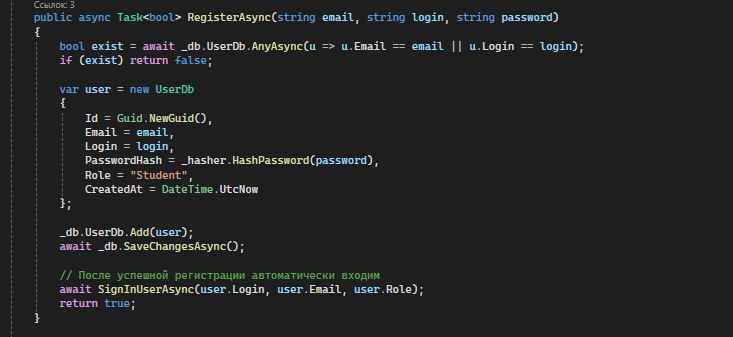 Ссылок: 3
public async Task<bool> RegisterAsync(string email, string login, string password)
{
    bool exist = await _db.UserDb.AnyAsync(u => u.Email == email || u.Login == login);
    if (exist) return false;

    var user = new UserDb
    {
        Id = Guid.NewGuid(),
        Email = email,
        Login = login,
        PasswordHash = _hasher.HashPassword(password),
        Role = "Student",
        CreatedAt = DateTime.UtcNow
    };

    _db.UserDb.Add(user);
    await _db.SaveChangesAsync();

    // После успешной регистрации автоматически входим
    await SignInUserAsync(user.Login, user.Email, user.Role);
    return true;
}